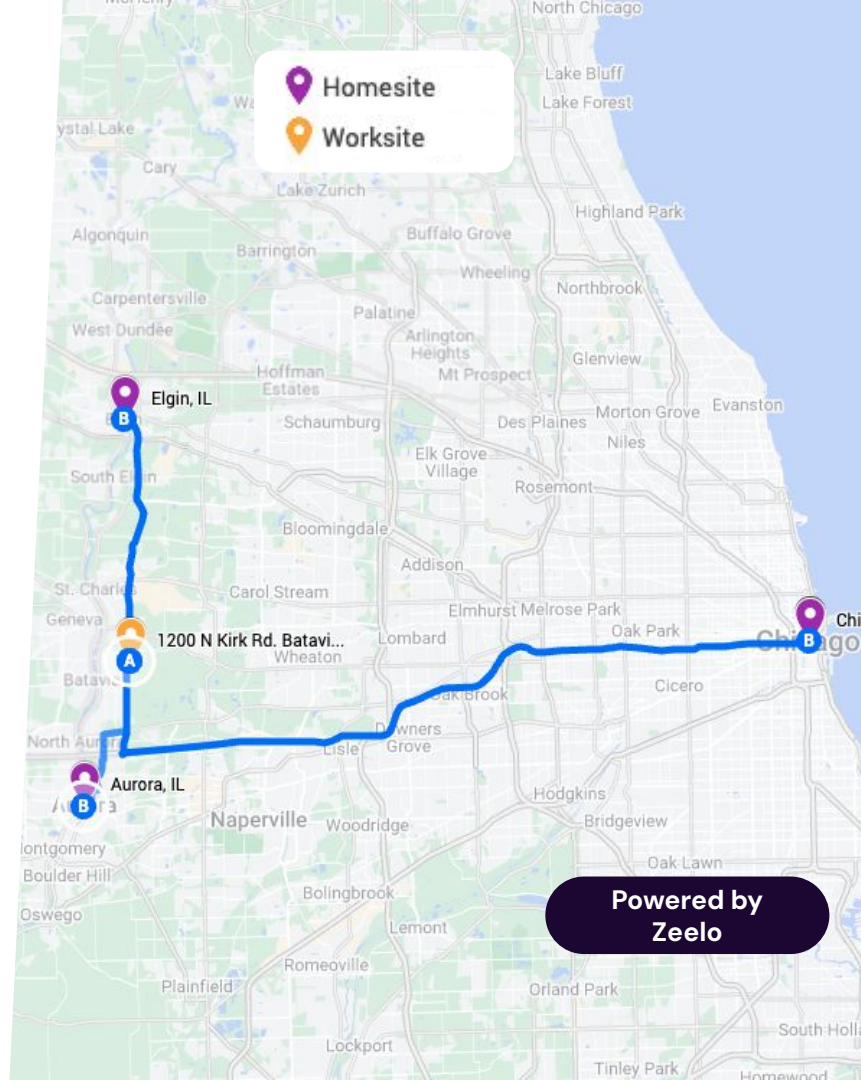 North Chicago
Lake Bluff
Homesite
Lake Forest
Worksite
ystal Lake
Cary
Lake Zurich
Highland Park
Algonquin
Buffalo Grove
Barrington
Wheeling
Northbrook
Carpentersville
Palatine
West Dundee
Arlington
Heights
Glenview
Hoffman
Estates
Mt Prospect
Elgin, IL
B
Evanston
Morton Grove
Schaumburg
Des Plaines
Niles
Elk Grove
Village
South Elgin
Rosemont
Bloomingdale
Addison
St. Charles
Carol Stream
Elmhurst
Melrose Park
Geneva
Chi
Oak Park
1200 N Kirk Rd. Batavi...
Lombard
B
A
Wheaton
Cicero
Oak Brook
Downers
Grove
North Aurora
Lisle
Aurora, IL
B
Hodgkins
Naperville
Woodridge
Bridgeview
ontgomery
Oak Lawn
Boulder Hill
Bolingbrook
Powered by
Zeelo
Oswego
Lemont
Romeoville
Plainfield
Orland Park
South Holl
Lockport
Tinley Park
Homewood